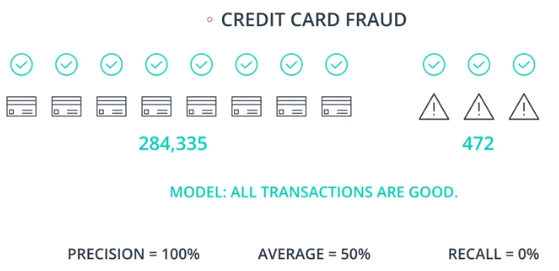 CREDIT CARD FRAUD
284,335
472
MODEL: ALL TRANSACTIONS ARE GOOD.
PRECISION = 100%
AVERAGE = 50%
RECALL = 0%